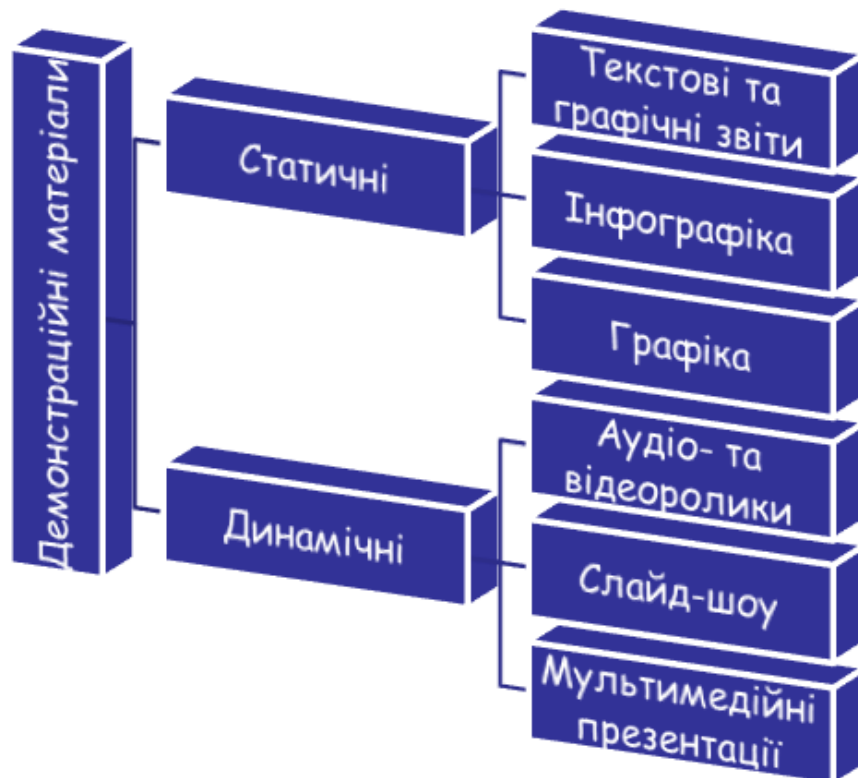 Демонстраційні матеріали
Статичні
Текстові та
графічні звіти
Інфографіка
Графіка
Динамічні
Аудіо- та
відеоролики
Слайд-шоу
Мультимедійні
презентації